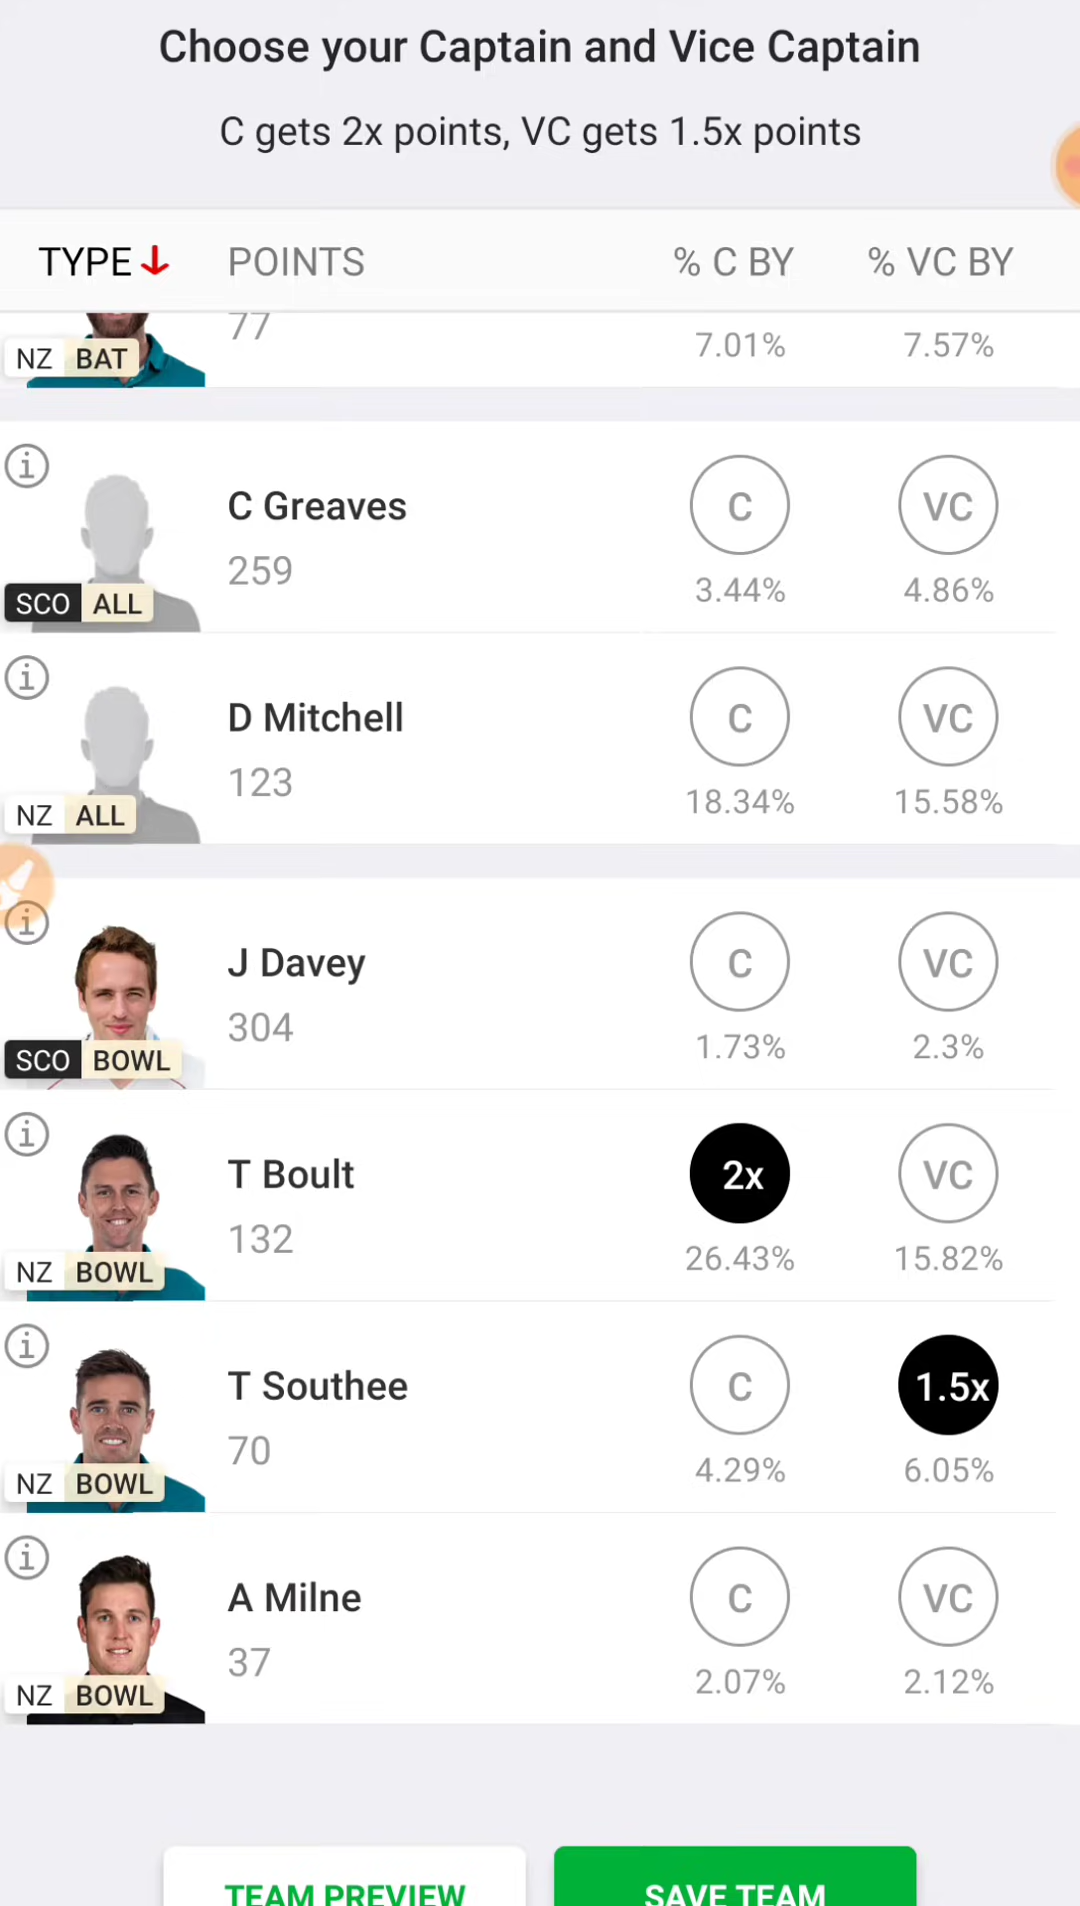 Choose your Captain and Vice Captain
C gets 2x points, VC gets 1.5x points
TYPE POINTS % C BY % VC BY
77 7.01% 7.57%
NZ BAT
i
C Greaves C VC
259 3.44% 4.86%
SCO ALL
i
D Mitchell C VC
123 18.34% 15.58%
NZ ALL
i
J Davey C VC
304 1.73% 2.3%
SCO BOWL
i
T Boult 2x VC
132 26.43% 15.82%
NZ BOWL
i
T Southee C 1.5x
70 4.29% 6.05%
NZ BOWL
i
A Milne C VC
37 2.07% 2.12%
NZ BOWL
TEAM PREVIEW SAVE TEAM